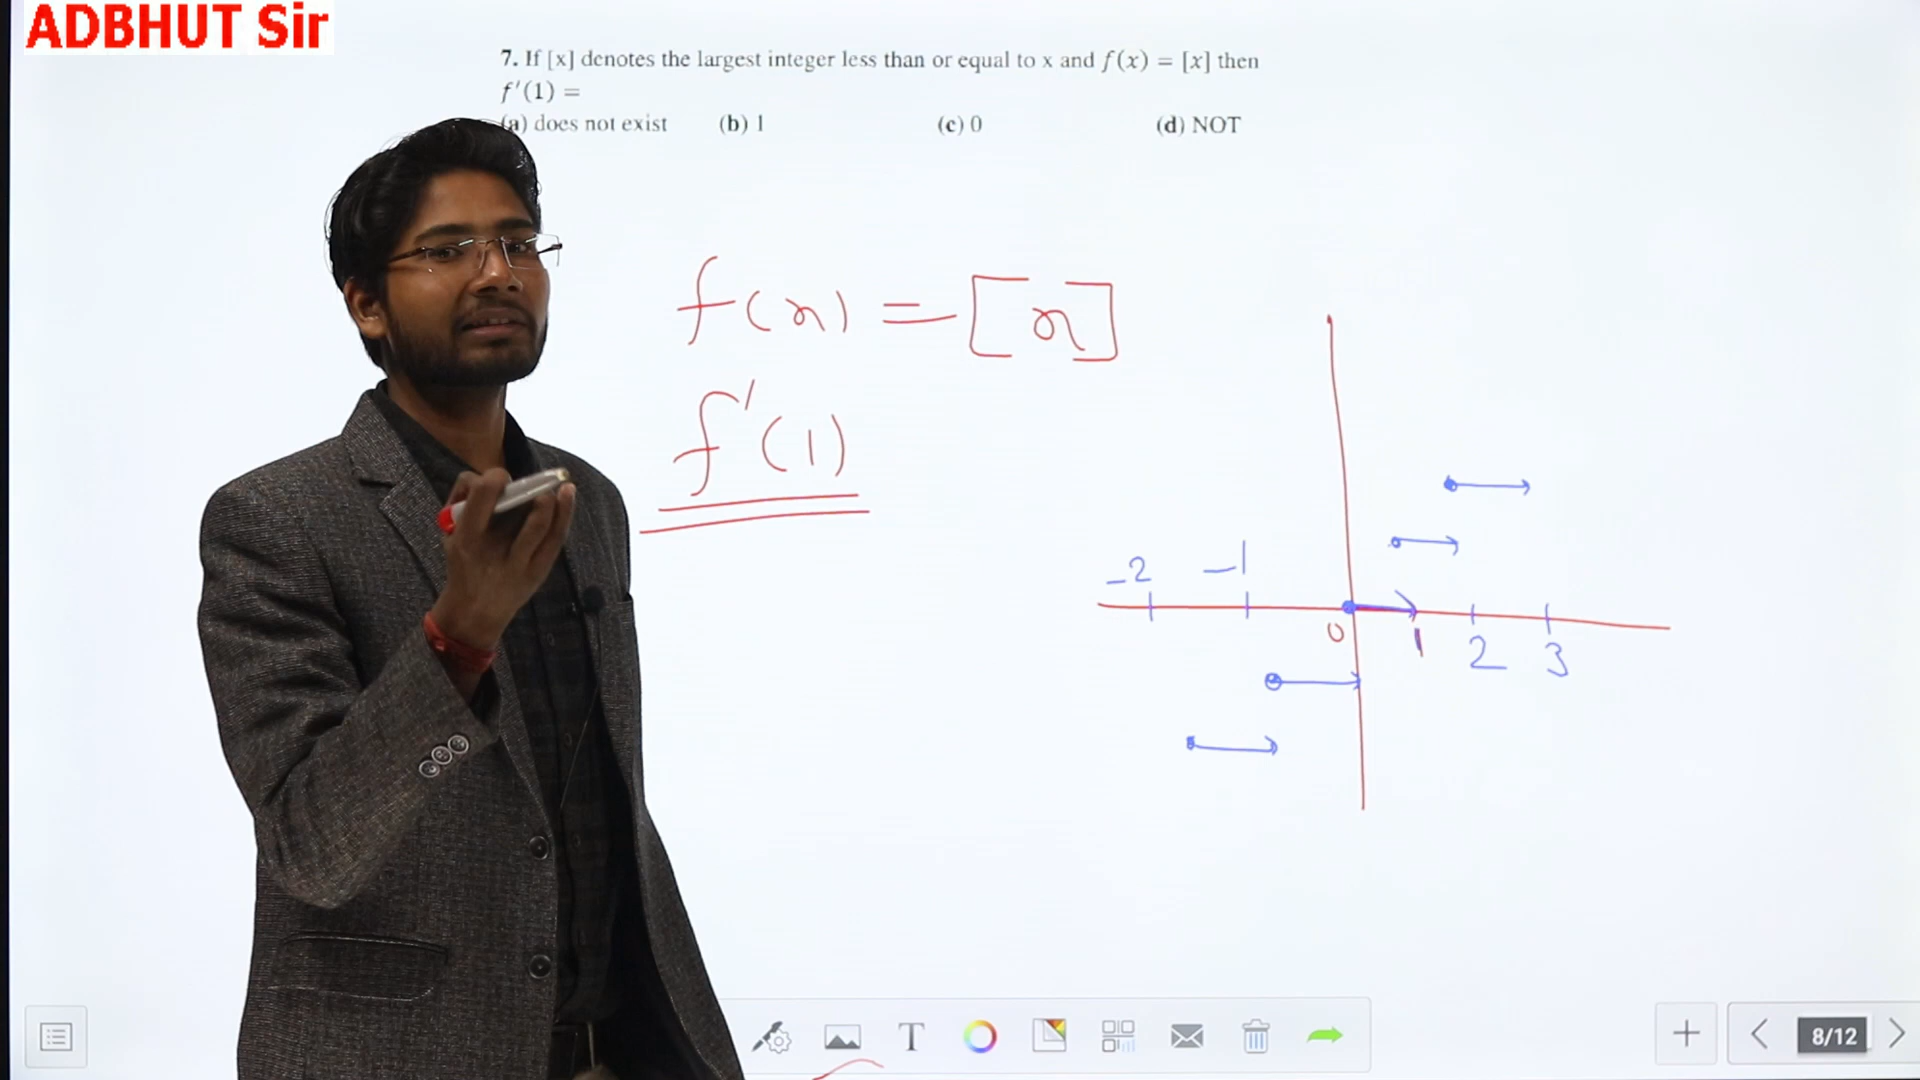 ADBHUT Sir
7. If [x] denotes the largest integer less than or equal to x and f(x) = [x] then
f′(1) =
(a) does not exist (b) 1 (c) 0 (d) NOT
f(x) = [x]
f′(1)
-2 -1
0 1 2 3
T
8/12